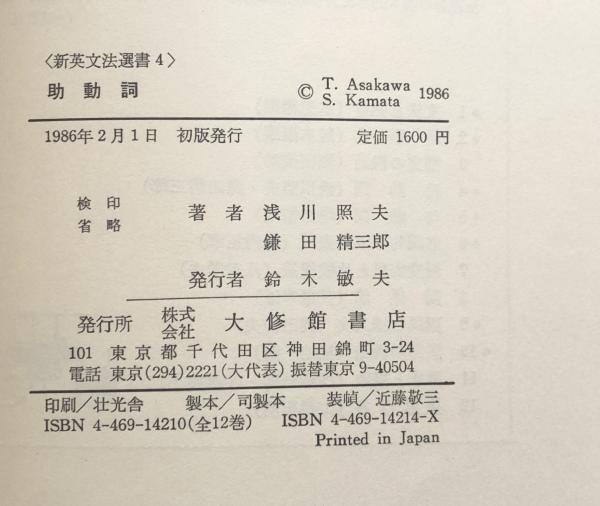 〈新英文法選書4〉
助動詞
© T. Asakawa
S. Kamata 1986
1986年2月1日 初版発行 定価 1600 円
検印
省略
著者 浅川照夫
鎌田精三郎
発行者 鈴木敏夫
発行所 株式会社 大修館書店
101 東京都千代田区神田錦町 3-24
電話 東京(294)2221(大代表) 振替東京 9-40504
印刷/壮光舎 製本/司製本 装幀/近藤敬三
ISBN 4-469-14210(全12巻) ISBN 4-469-14214-X
Printed in Japan